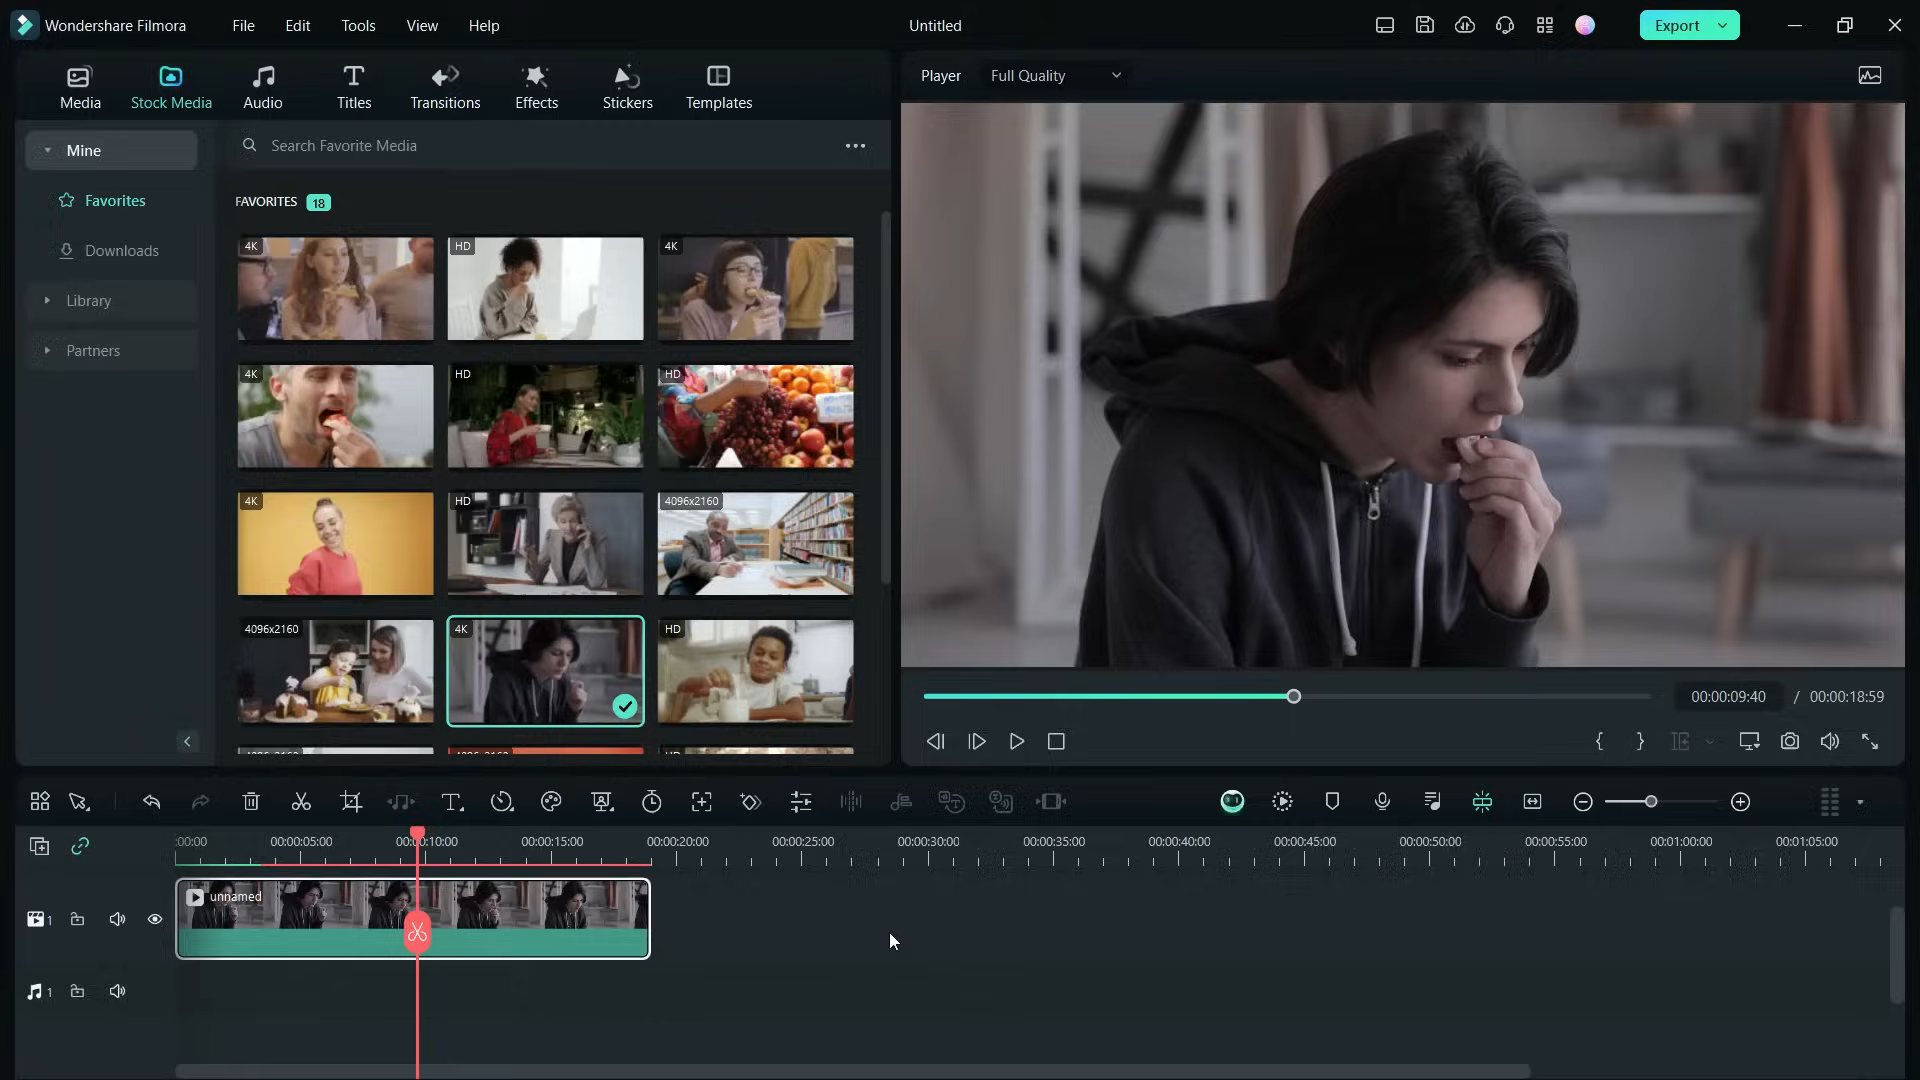 Wondershare Filmora File Edit Tools View Help Untitled Export
Media Stock Media Audio Titles Transitions Effects Stickers Templates
Player Full Quality
Mine
Favorites
Downloads
Library
Partners
Search Favorite Media
FAVORITES 18
4K HD 4K
4K HD HD
4K HD 4096x2160
4096x2160 4K HD
00:00:09:40 / 00:00:18:59
:00:00 00:00:05:00 00:00:10:00 00:00:15:00 00:00:20:00 00:00:25:00 00:00:30:00 00:00:35:00 00:00:40:00 00:00:45:00 00:00:50:00 00:00:55:00 00:01:00:00 00:01:05:00
1 unnamed
1